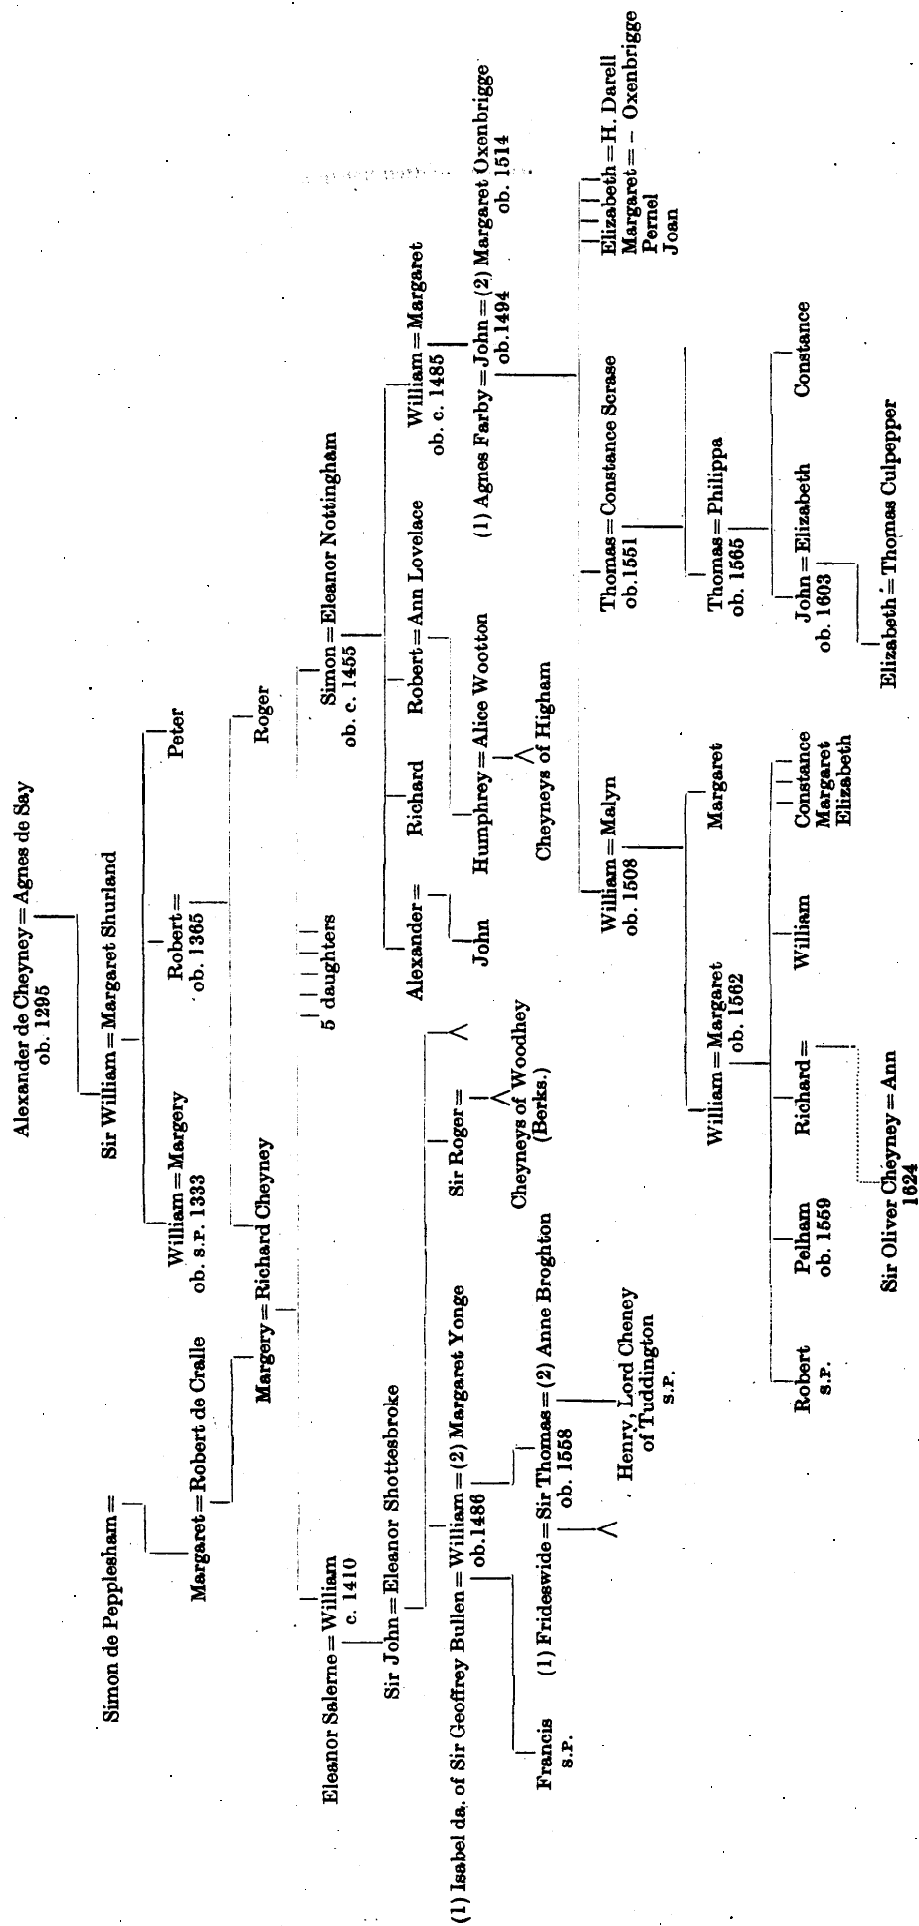 Alexander de Cheyney = Agnes de Say
ob. 1295
Sir William = Margaret Shurland
Simon de Pepplesham =
William = Margery
ob. s.p. 1333
Robert =
ob. 1365
Peter
Margaret = Robert de Cralle
Margery = Richard Cheyney
Roger
Eleanor Salerne = William
c. 1410
5 daughters
Simon = Eleanor Nottingham
ob. c. 1455
Sir John = Eleanor Shottesbroke
Alexander =
Richard
Robert = Ann Lovelace
William = Margaret
ob. c. 1485
(1) Isabel da. of Sir Geoffrey Bullen = William = (2) Margaret Yonge
ob. 1486
Sir Roger =
John
Humphrey = Alice Wootton
(1) Agnes Farby = John = (2) Margaret Oxenbrigge
ob. 1494
ob. 1514
Cheyneys of Woodhey
(Berks.)
Cheyneys of Higham
Francis
s.p.
(1) Frideswide = Sir Thomas = (2) Anne Broghton
ob. 1558
William = Malyn
ob. 1508
Thomas = Constance Scrase
ob. 1551
Elizabeth = H. Darell
Margaret = - Oxenbrigge
Pernel
Joan
Henry, Lord Cheney
of Tuddington
s.p.
William = Margaret
ob. 1562
Margaret
Thomas = Philippa
ob. 1565
Robert
s.p.
Pelham
ob. 1559
Richard =
William
Constance
Margaret
Elizabeth
John = Elizabeth
ob. 1603
Constance
Sir Oliver Cheyney = Ann
1624
Elizabeth = Thomas Culpepper